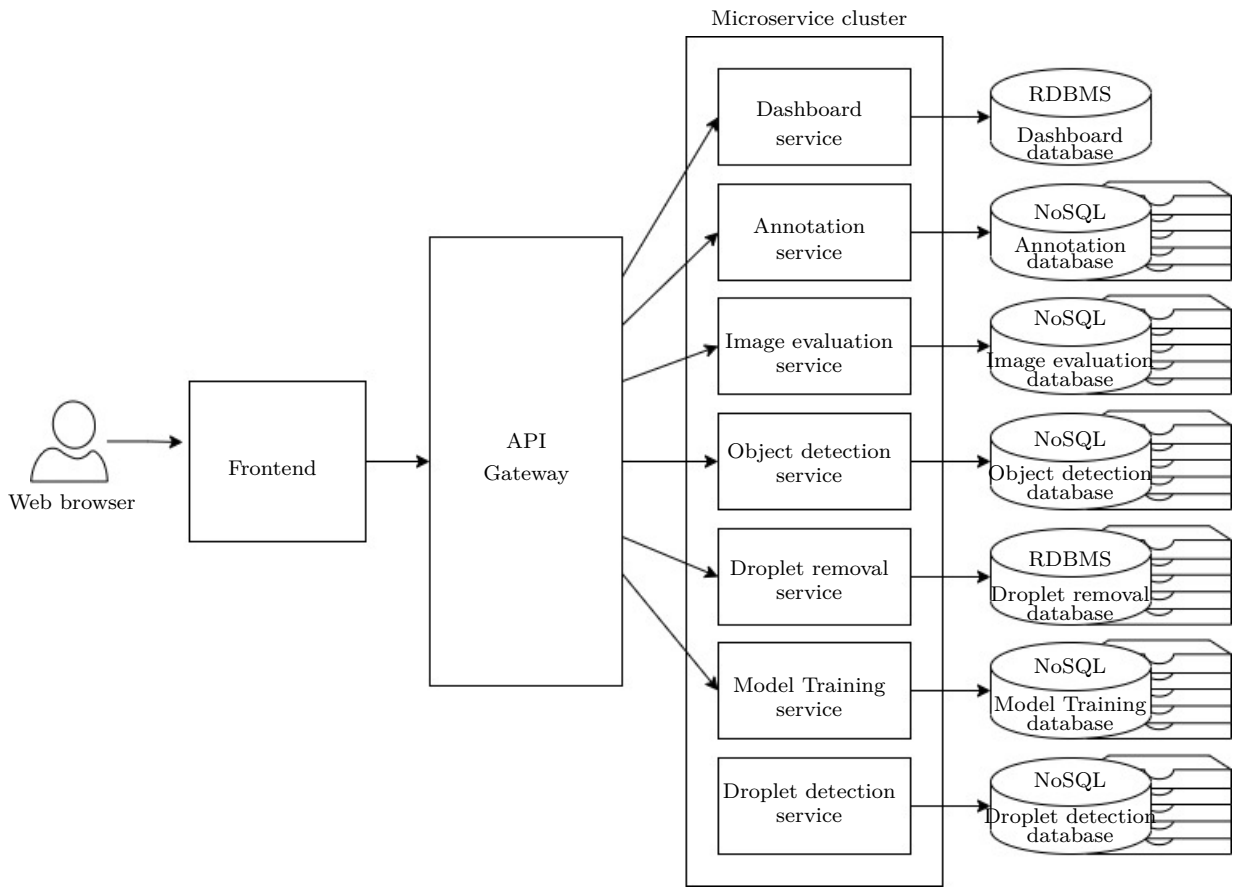 Microservice cluster
Dashboard
service
RDBMS
Dashboard
database
Annotation
service
NoSQL
Annotation
database
Image evaluation
service
NoSQL
Image evaluation
database
Web browser
Frontend
API
Gateway
Object detection
service
NoSQL
Object detection
database
Droplet removal
service
RDBMS
Droplet removal
database
Model Training
service
NoSQL
Model Training
database
Droplet detection
service
NoSQL
Droplet detection
database